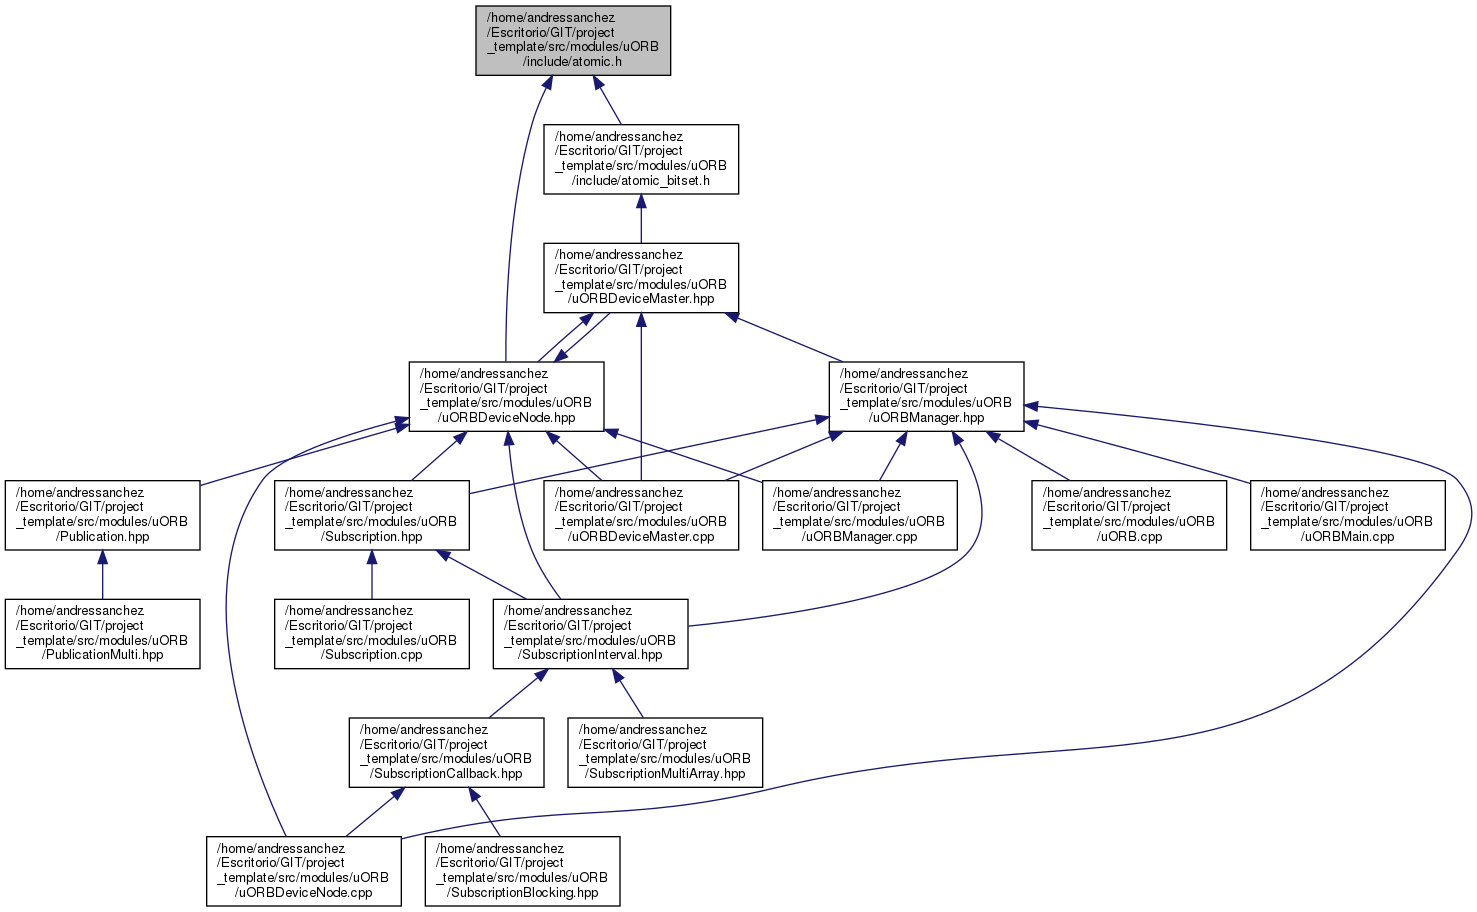 /home/andressanchez
/Escritorio/GIT/project
_template/src/modules/uORB
/include/atomic.h
/home/andressanchez
/Escritorio/GIT/project
_template/src/modules/uORB
/include/atomic_bitset.h
/home/andressanchez
/Escritorio/GIT/project
_template/src/modules/uORB
/uORBDeviceMaster.hpp
/home/andressanchez
/Escritorio/GIT/project
_template/src/modules/uORB
/uORBDeviceNode.hpp
/home/andressanchez
/Escritorio/GIT/project
_template/src/modules/uORB
/uORBManager.hpp
/home/andressanchez
/Escritorio/GIT/project
_template/src/modules/uORB
/Publication.hpp
/home/andressanchez
/Escritorio/GIT/project
_template/src/modules/uORB
/Subscription.hpp
/home/andressanchez
/Escritorio/GIT/project
_template/src/modules/uORB
/uORBDeviceMaster.cpp
/home/andressanchez
/Escritorio/GIT/project
_template/src/modules/uORB
/uORBManager.cpp
/home/andressanchez
/Escritorio/GIT/project
_template/src/modules/uORB
/uORB.cpp
/home/andressanchez
/Escritorio/GIT/project
_template/src/modules/uORB
/uORBMain.cpp
/home/andressanchez
/Escritorio/GIT/project
_template/src/modules/uORB
/PublicationMulti.hpp
/home/andressanchez
/Escritorio/GIT/project
_template/src/modules/uORB
/Subscription.cpp
/home/andressanchez
/Escritorio/GIT/project
_template/src/modules/uORB
/SubscriptionInterval.hpp
/home/andressanchez
/Escritorio/GIT/project
_template/src/modules/uORB
/SubscriptionCallback.hpp
/home/andressanchez
/Escritorio/GIT/project
_template/src/modules/uORB
/SubscriptionMultiArray.hpp
/home/andressanchez
/Escritorio/GIT/project
_template/src/modules/uORB
/uORBDeviceNode.cpp
/home/andressanchez
/Escritorio/GIT/project
_template/src/modules/uORB
/SubscriptionBlocking.hpp